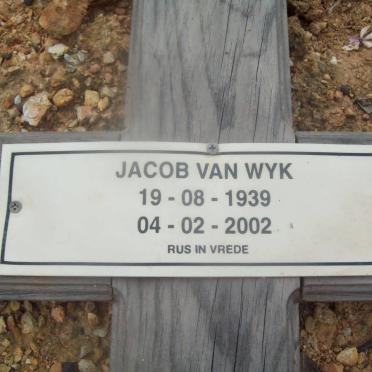 JACOB VAN WYK
19 - 08 - 1939
04 - 02 - 2002
RUS IN VREDE